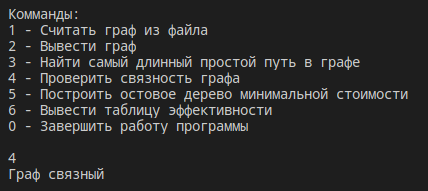 Комманды:
1 - Считать граф из файла
2 - Вывести граф
3 - Найти самый длинный простой путь в графе
4 - Проверить связность графа
5 - Построить остовое дерево минимальной стоимости
6 - Вывести таблицу эффективности
0 - Завершить работу программы
4
Граф связный